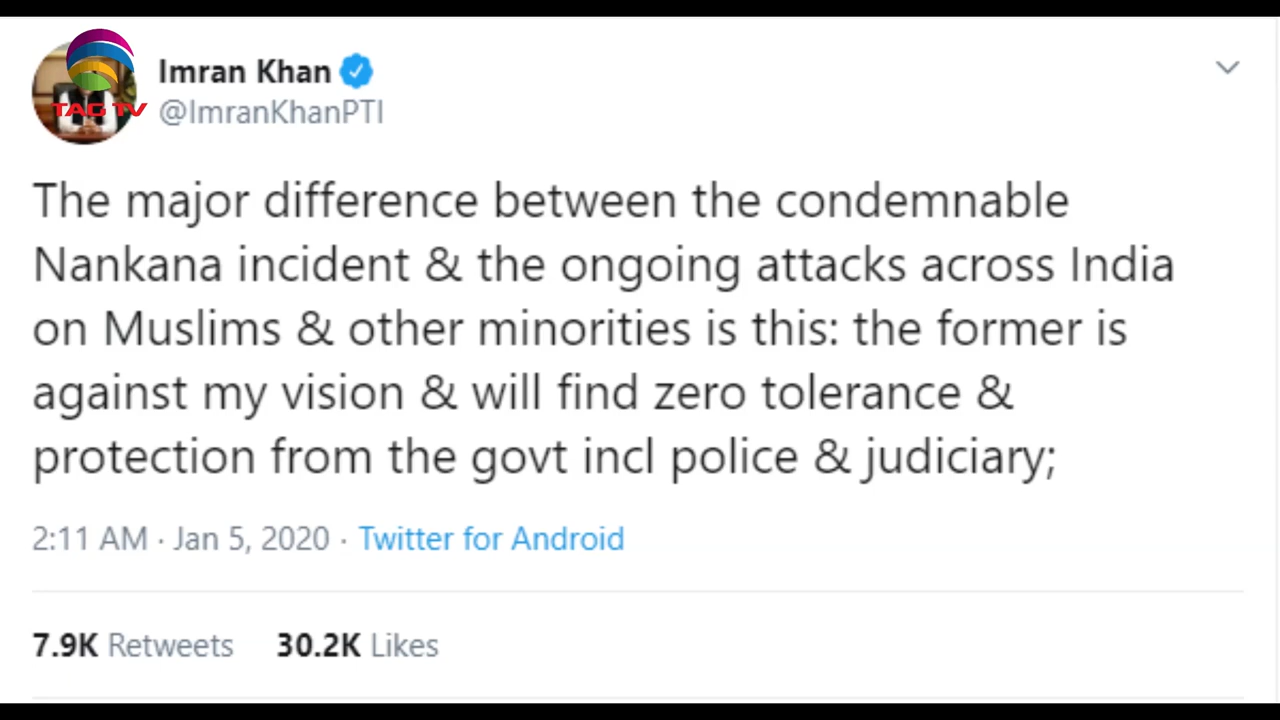 Imran Khan
TAG TV
@ImranKhanPTI
The major difference between the condemnable
Nankana incident & the ongoing attacks across India
on Muslims & other minorities is this: the former is
against my vision & will find zero tolerance &
protection from the govt incl police & judiciary;
2:11 AM · Jan 5, 2020 · Twitter for Android
7.9K Retweets 30.2K Likes